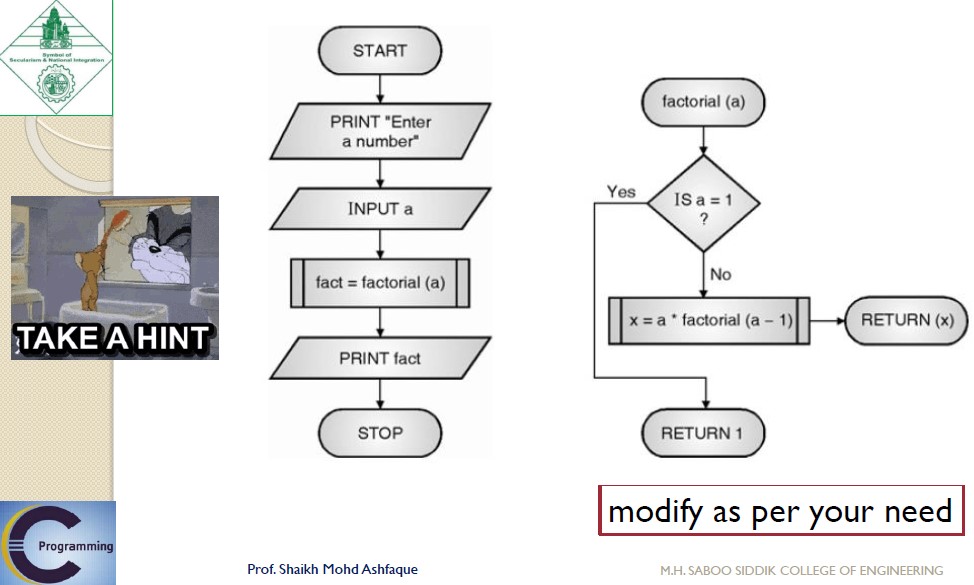 Symbol of
Secularism & National Integration
START
PRINT "Enter
a number"
INPUT a
fact = factorial (a)
PRINT fact
STOP
factorial (a)
IS a = 1
?
Yes
No
x = a * factorial (a – 1)
RETURN (x)
RETURN 1
TAKE A HINT
modify as per your need
Programming
Prof. Shaikh Mohd Ashfaque
M.H. SABOO SIDDIK COLLEGE OF ENGINEERING